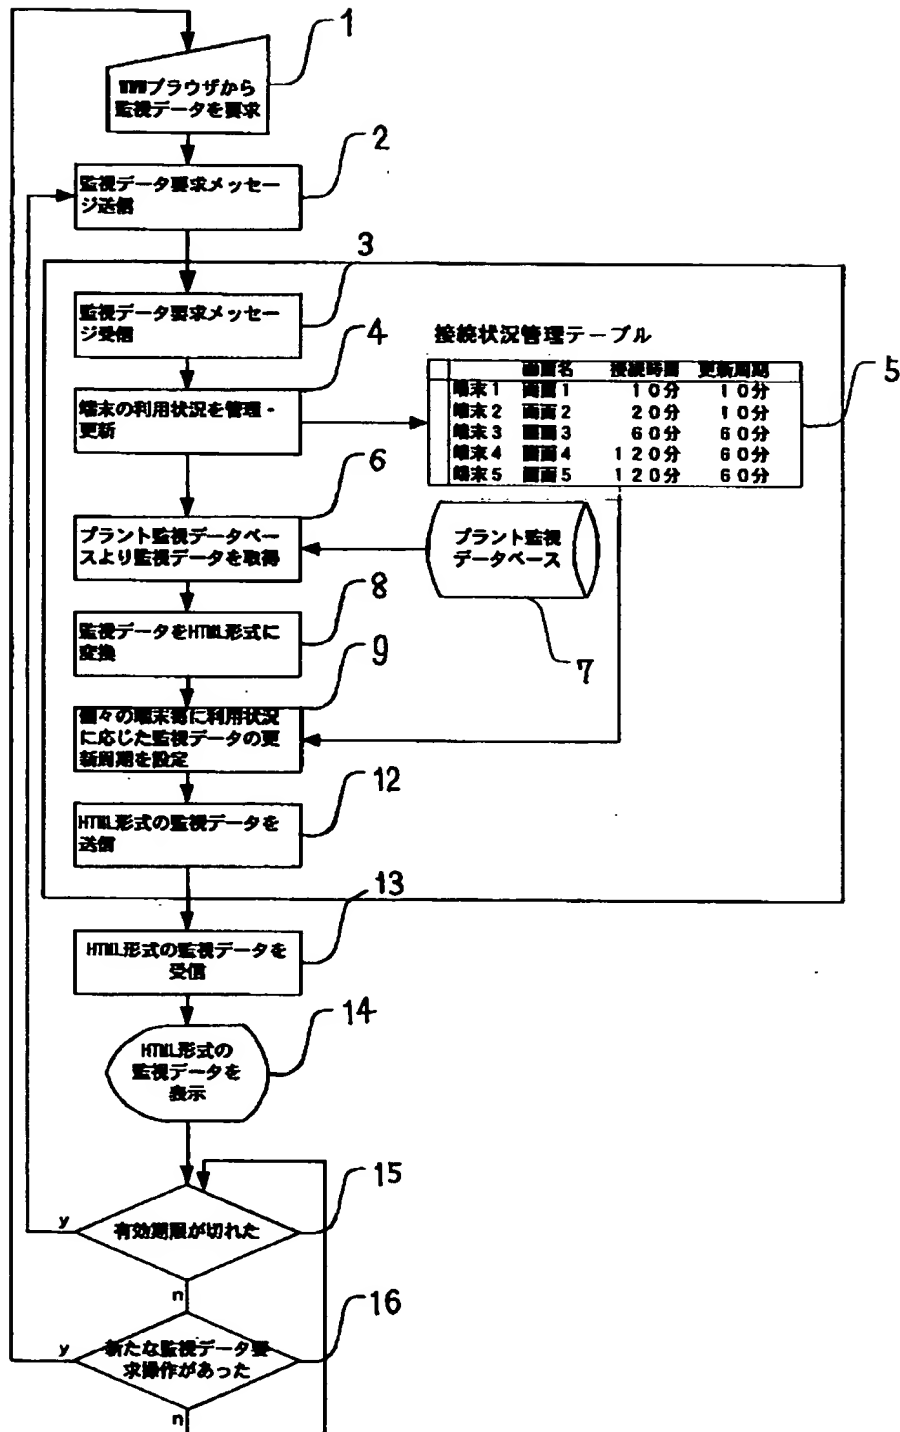 1
WWWブラウザから
監視データを要求
2
監視データ要求メッセー
ジ送信
3
監視データ要求メッセー
ジ受信
4
端末の利用状況を管理・
更新
接続状況管理テーブル
画面名 接続時間 更新周期
端末1 画面1 10分 10分
端末2 画面2 20分 10分
端末3 画面3 60分 60分
端末4 画面4 120分 60分
端末5 画面5 120分 60分
5
6
プラント監視データベー
スより監視データを取得
プラント監視
データベース
7
8
監視データをHTML形式に
変換
9
個々の端末毎に利用状況
に応じた監視データの更
新周期を設定
12
HTML形式の監視データを
送信
13
HTML形式の監視データを
受信
14
HTML形式の
監視データを
表示
15
有効期限が切れた
y
n
16
新たな監視データ要
求操作があった
y
n